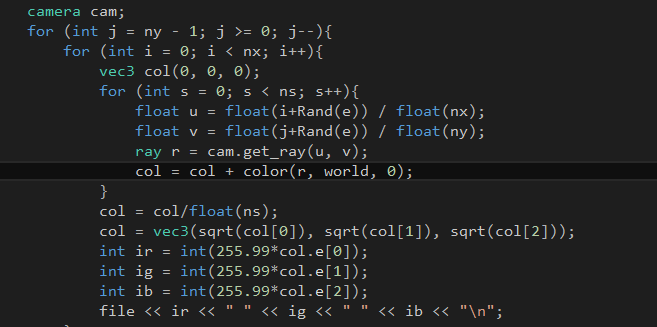 camera cam;
for (int j = ny - 1; j >= 0; j--){
for (int i = 0; i < nx; i++){
vec3 col(0, 0, 0);
for (int s = 0; s < ns; s++){
float u = float(i+Rand(e)) / float(nx);
float v = float(j+Rand(e)) / float(ny);
ray r = cam.get_ray(u, v);
col = col + color(r, world, 0);
}
col = col/float(ns);
col = vec3(sqrt(col[0]), sqrt(col[1]), sqrt(col[2]));
int ir = int(255.99*col.e[0]);
int ig = int(255.99*col.e[1]);
int ib = int(255.99*col.e[2]);
file << ir << " " << ig << " " << ib << "\n";